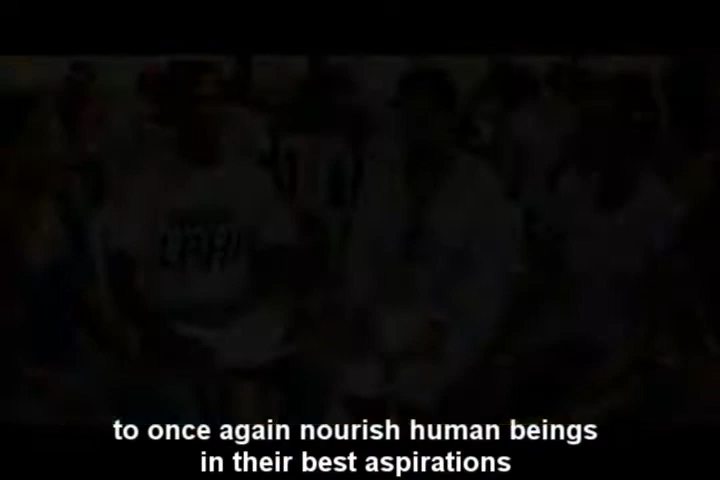 to once again nourish human beings
in their best aspirations